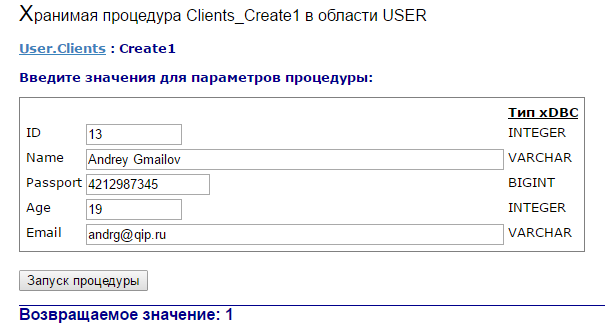 Хранимая процедура Clients_Create1 в области USER
User.Clients : Create1
Введите значения для параметров процедуры:
Тип xDBC
ID 13 INTEGER
Name Andrey Gmailov VARCHAR
Passport 4212987345 BIGINT
Age 19 INTEGER
Email andrg@qip.ru VARCHAR
Запуск процедуры
Возвращаемое значение: 1